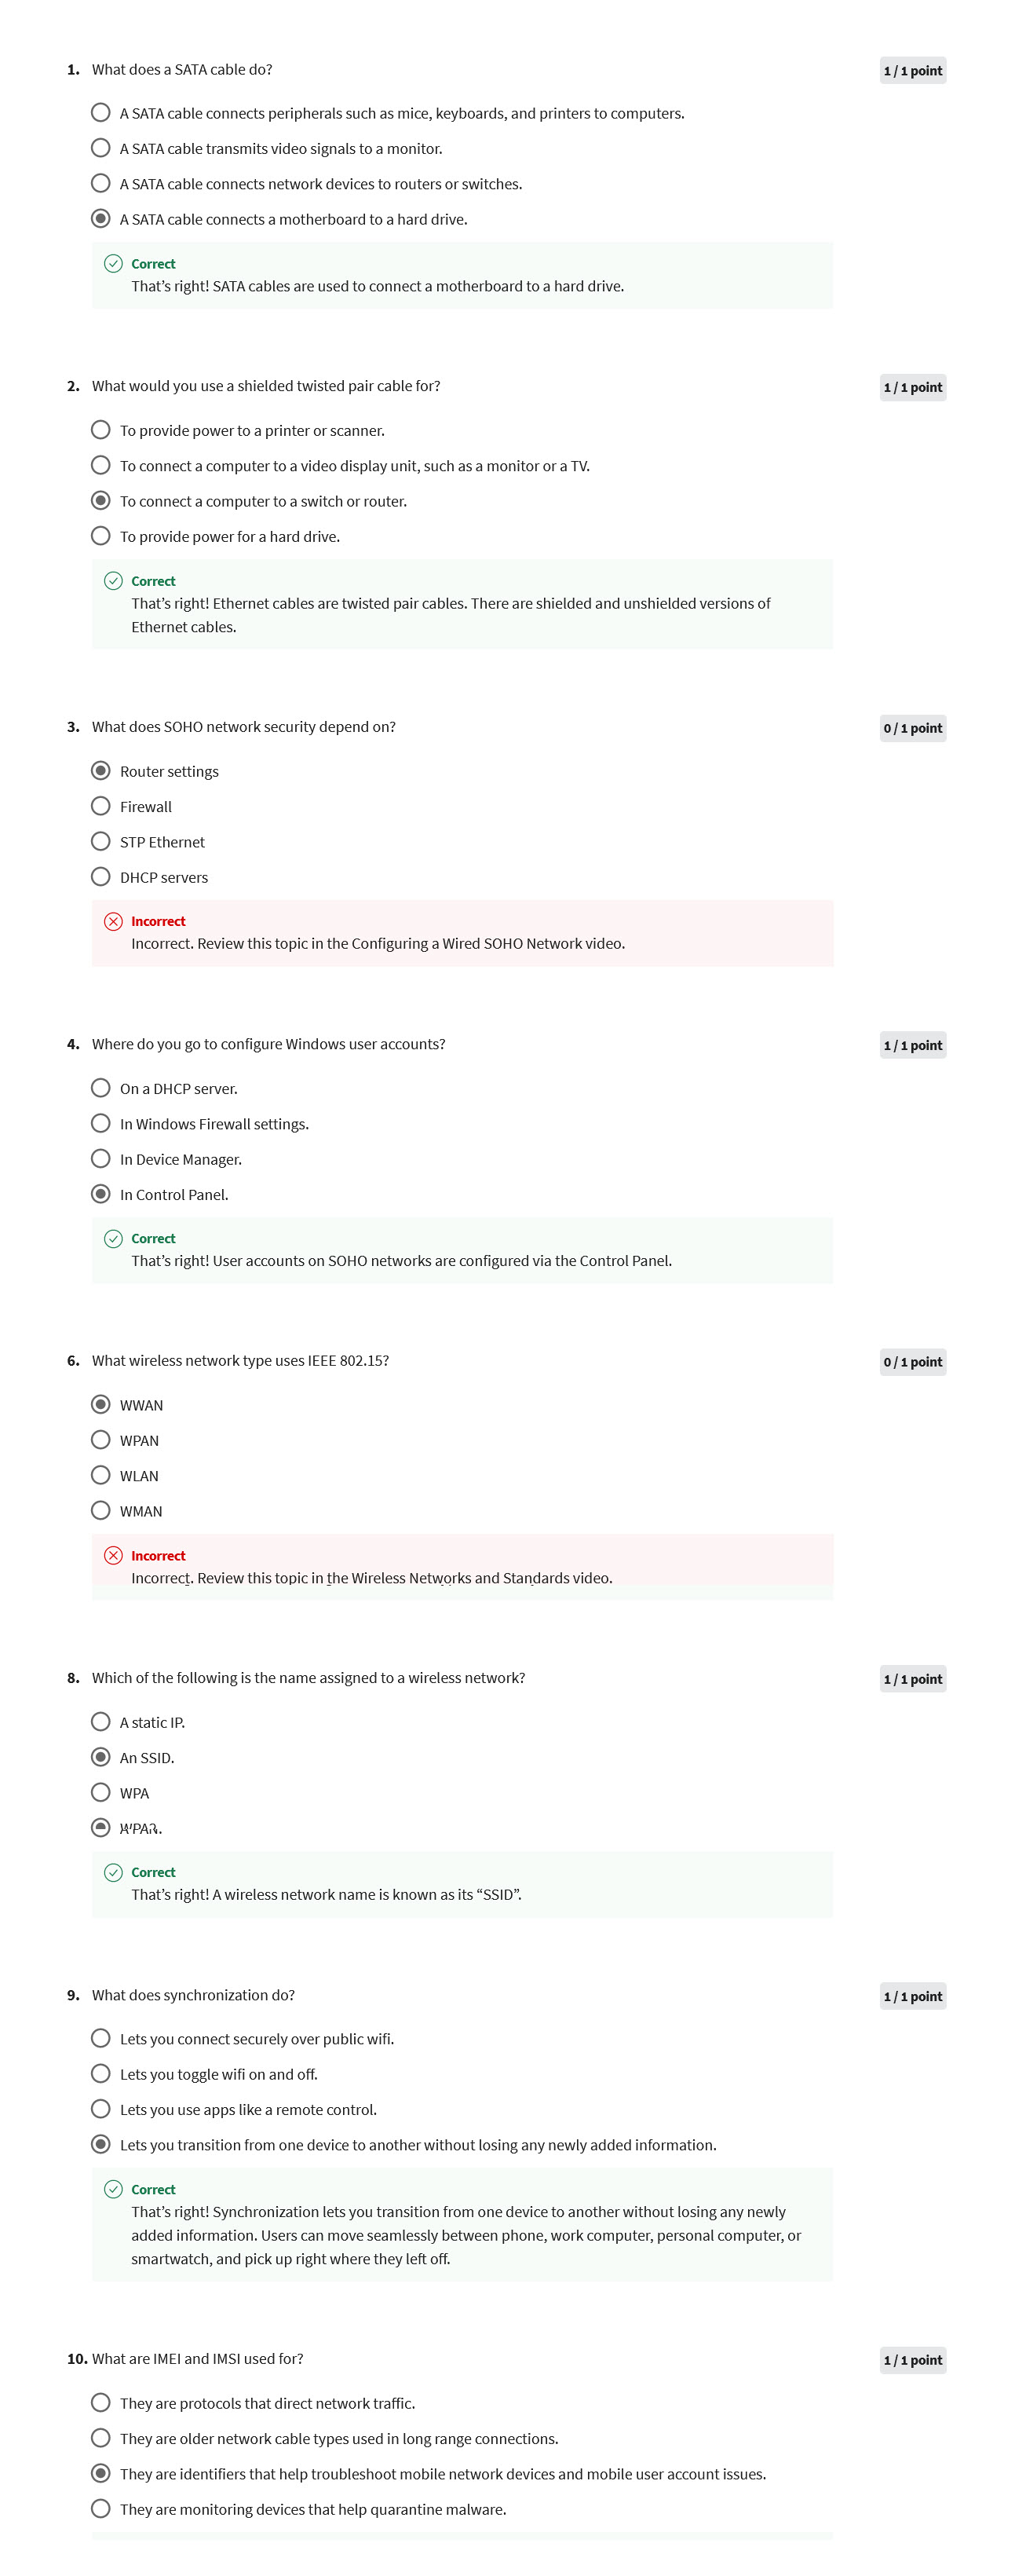 1. What does a SATA cable do?
1 / 1 point
A SATA cable connects peripherals such as mice, keyboards, and printers to computers.
A SATA cable transmits video signals to a monitor.
A SATA cable connects network devices to routers or switches.
A SATA cable connects a motherboard to a hard drive.
Correct
That’s right! SATA cables are used to connect a motherboard to a hard drive.
2. What would you use a shielded twisted pair cable for?
1 / 1 point
To provide power to a printer or scanner.
To connect a computer to a video display unit, such as a monitor or a TV.
To connect a computer to a switch or router.
To provide power for a hard drive.
Correct
That’s right! Ethernet cables are twisted pair cables. There are shielded and unshielded versions of
Ethernet cables.
3. What does SOHO network security depend on?
0 / 1 point
Router settings
Firewall
STP Ethernet
DHCP servers
Incorrect
Incorrect. Review this topic in the Configuring a Wired SOHO Network video.
4. Where do you go to configure Windows user accounts?
1 / 1 point
On a DHCP server.
In Windows Firewall settings.
In Device Manager.
In Control Panel.
Correct
That’s right! User accounts on SOHO networks are configured via the Control Panel.
6. What wireless network type uses IEEE 802.15?
0 / 1 point
WWAN
WPAN
WLAN
WMAN
Incorrect
Incorrect. Review this topic in the Wireless Networks and Standards video.
8. Which of the following is the name assigned to a wireless network?
1 / 1 point
A static IP.
An SSID.
WPA
Correct
That’s right! A wireless network name is known as its “SSID”.
9. What does synchronization do?
1 / 1 point
Lets you connect securely over public wifi.
Lets you toggle wifi on and off.
Lets you use apps like a remote control.
Lets you transition from one device to another without losing any newly added information.
Correct
That’s right! Synchronization lets you transition from one device to another without losing any newly
added information. Users can move seamlessly between phone, work computer, personal computer, or
smartwatch, and pick up right where they left off.
10. What are IMEI and IMSI used for?
1 / 1 point
They are protocols that direct network traffic.
They are older network cable types used in long range connections.
They are identifiers that help troubleshoot mobile network devices and mobile user account issues.
They are monitoring devices that help quarantine malware.